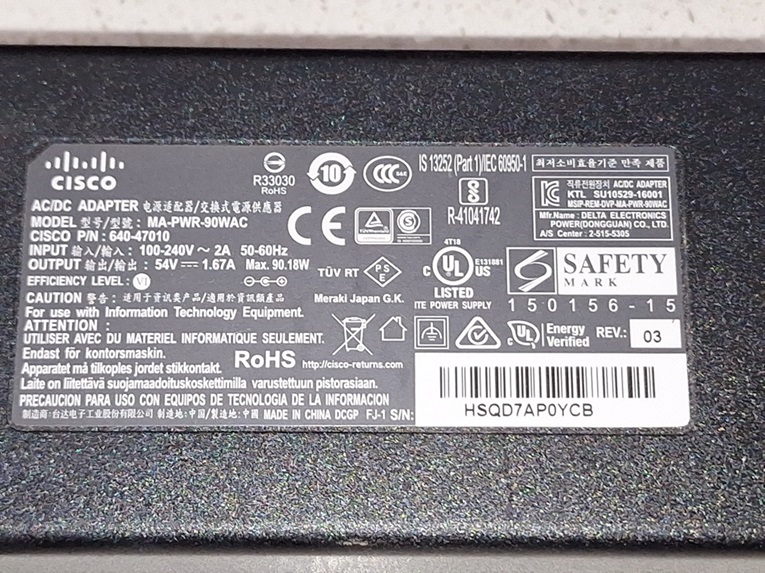 CISCO
R33030
RoHS
10
CCC
S&E
IS 13252 (Part 1)/IEC 60950-1
R-41041742
최저소비효율기준 만족 제품
직류전원장치 AC/DC ADAPTER
KTL SU10529-16001
MSIP-REM-DVP-MA-PWR-90WAC
Mfr.Name : DELTA ELECTRONICS
POWER(DONGGUAN) CO., LTD.
A/S Center : 2-515-5305
AC/DC ADAPTER 电源适配器/交換式電源供應器
MODEL 型号/型號: MA-PWR-90WAC
CISCO P/N: 640-47010
INPUT 输入/輸入: 100-240V ~ 2A 50-60Hz
OUTPUT 输出/輸出: 54V 1.67A Max. 90.18W
EFFICIENCY LEVEL: VI
CE
TÜVRheinland
TÜV RT
PSE
Meraki Japan G.K.
4T18
c UL US
E131881
LISTED
ITE POWER SUPPLY
SAFETY
MARK
150156-15
CAUTION 警告: 适用于资讯类产品/適用於資訊類產品
For use with Information Technology Equipment.
ATTENTION :
UTILISER AVEC DU MATERIEL INFORMATIQUE SEULEMENT.
Endast för kontorsmaskin.
Apparatet må tilkoples jordet stikkontakt.
RoHS http://cisco-returns.com
c UL
Energy
Verified
REV.: 03
Laite on liitettävä suojamaadoituskoskettimilla varustettuun pistorasiaan.
PRECAUCION PARA USO CON EQUIPOS DE TECNOLOGIA DE LA INFORMACION
制造商: 台达电子工业股份有限公司 制造地:中国/製造地:中國 MADE IN CHINA DCGP FJ-1 S/N:
HSQD7AP0YCB